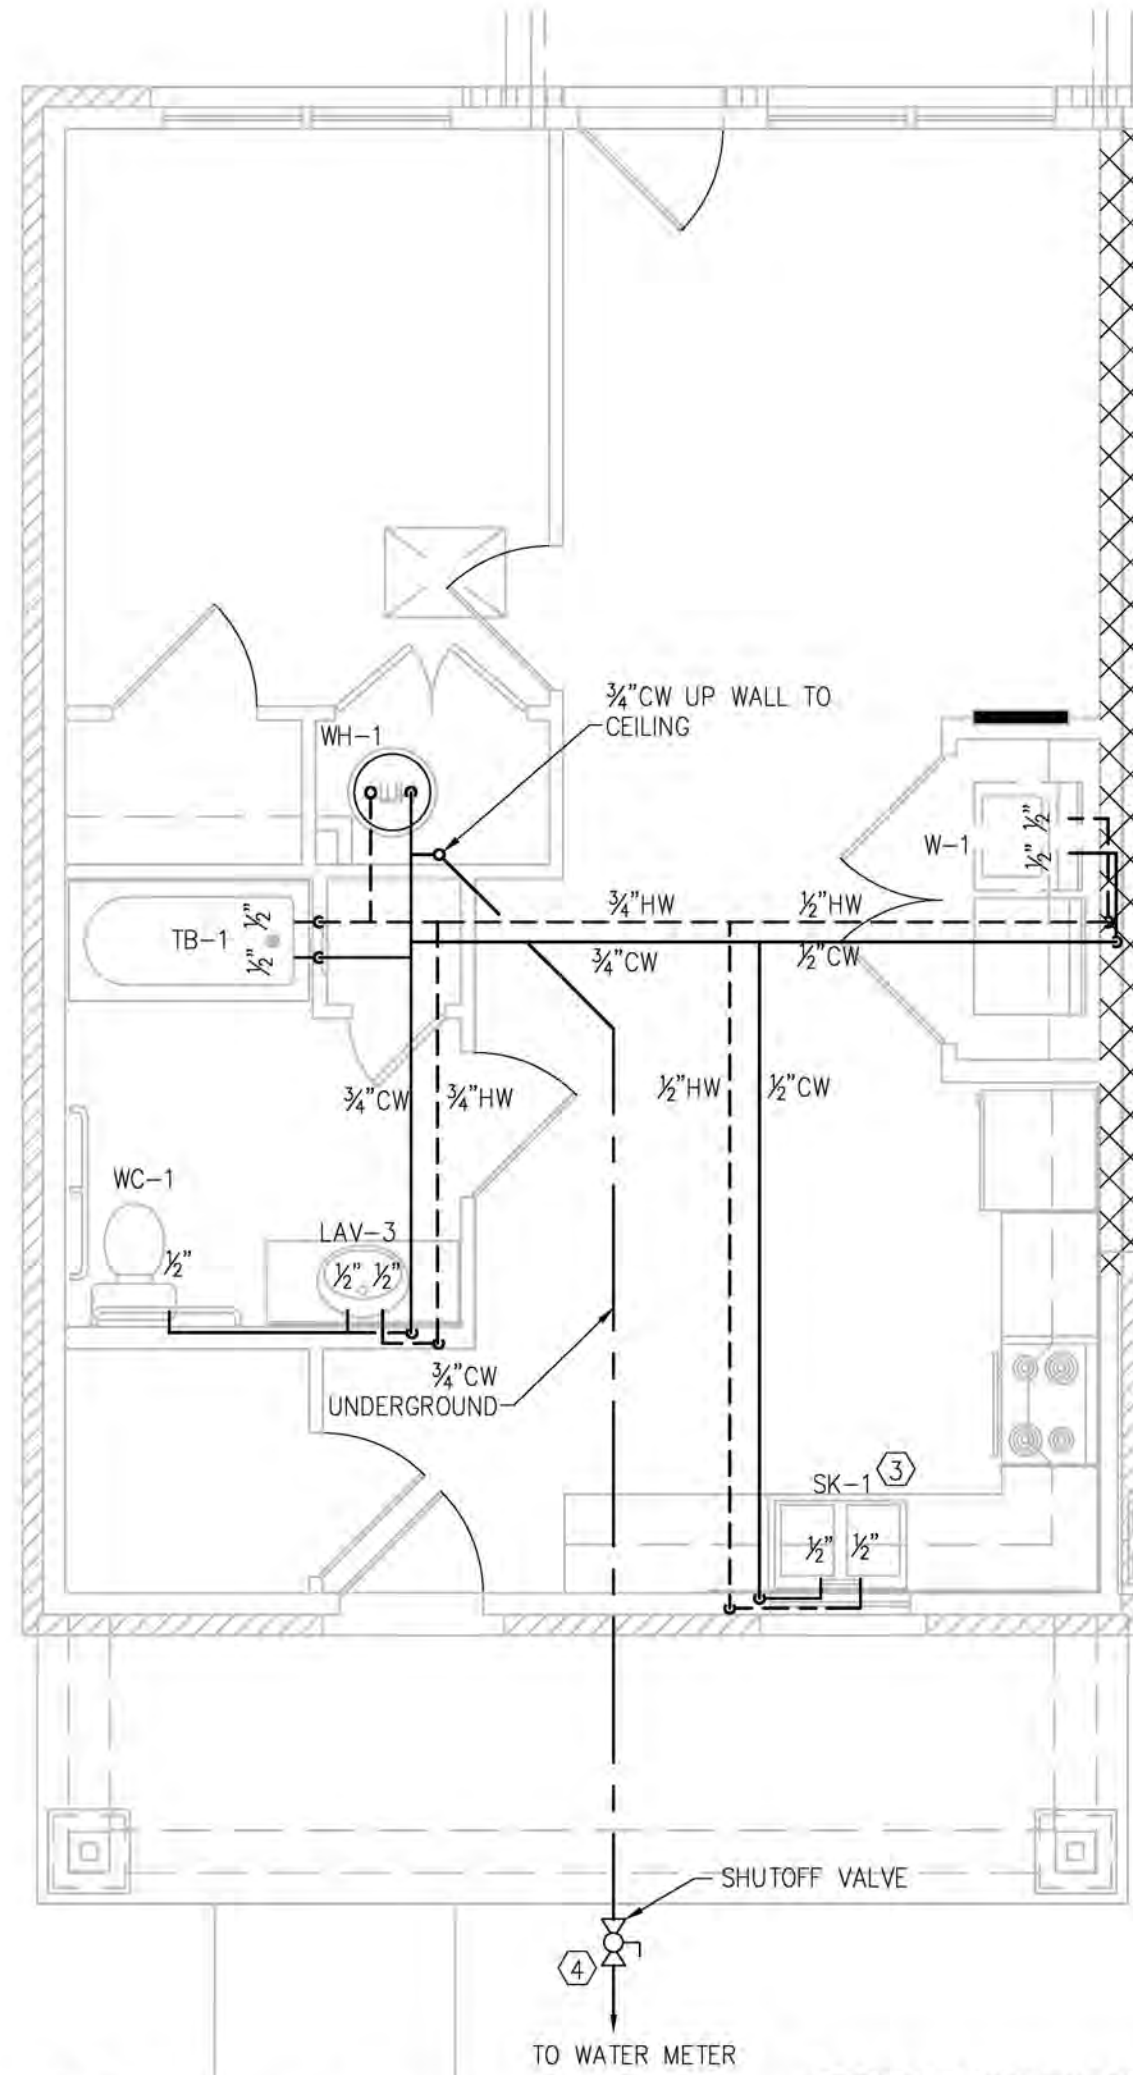 ¾"CW UP WALL TO
CEILING
WH-1
W-1
½"
½"
¾"HW
½"HW
TB-1
½"
½"
¾"CW
½"CW
¾"CW
¾"HW
½"HW
½"CW
WC-1
½"
LAV-3
½"
½"
¾"CW
UNDERGROUND
SK-1
3
½"
½"
SHUTOFF VALVE
4
TO WATER METER